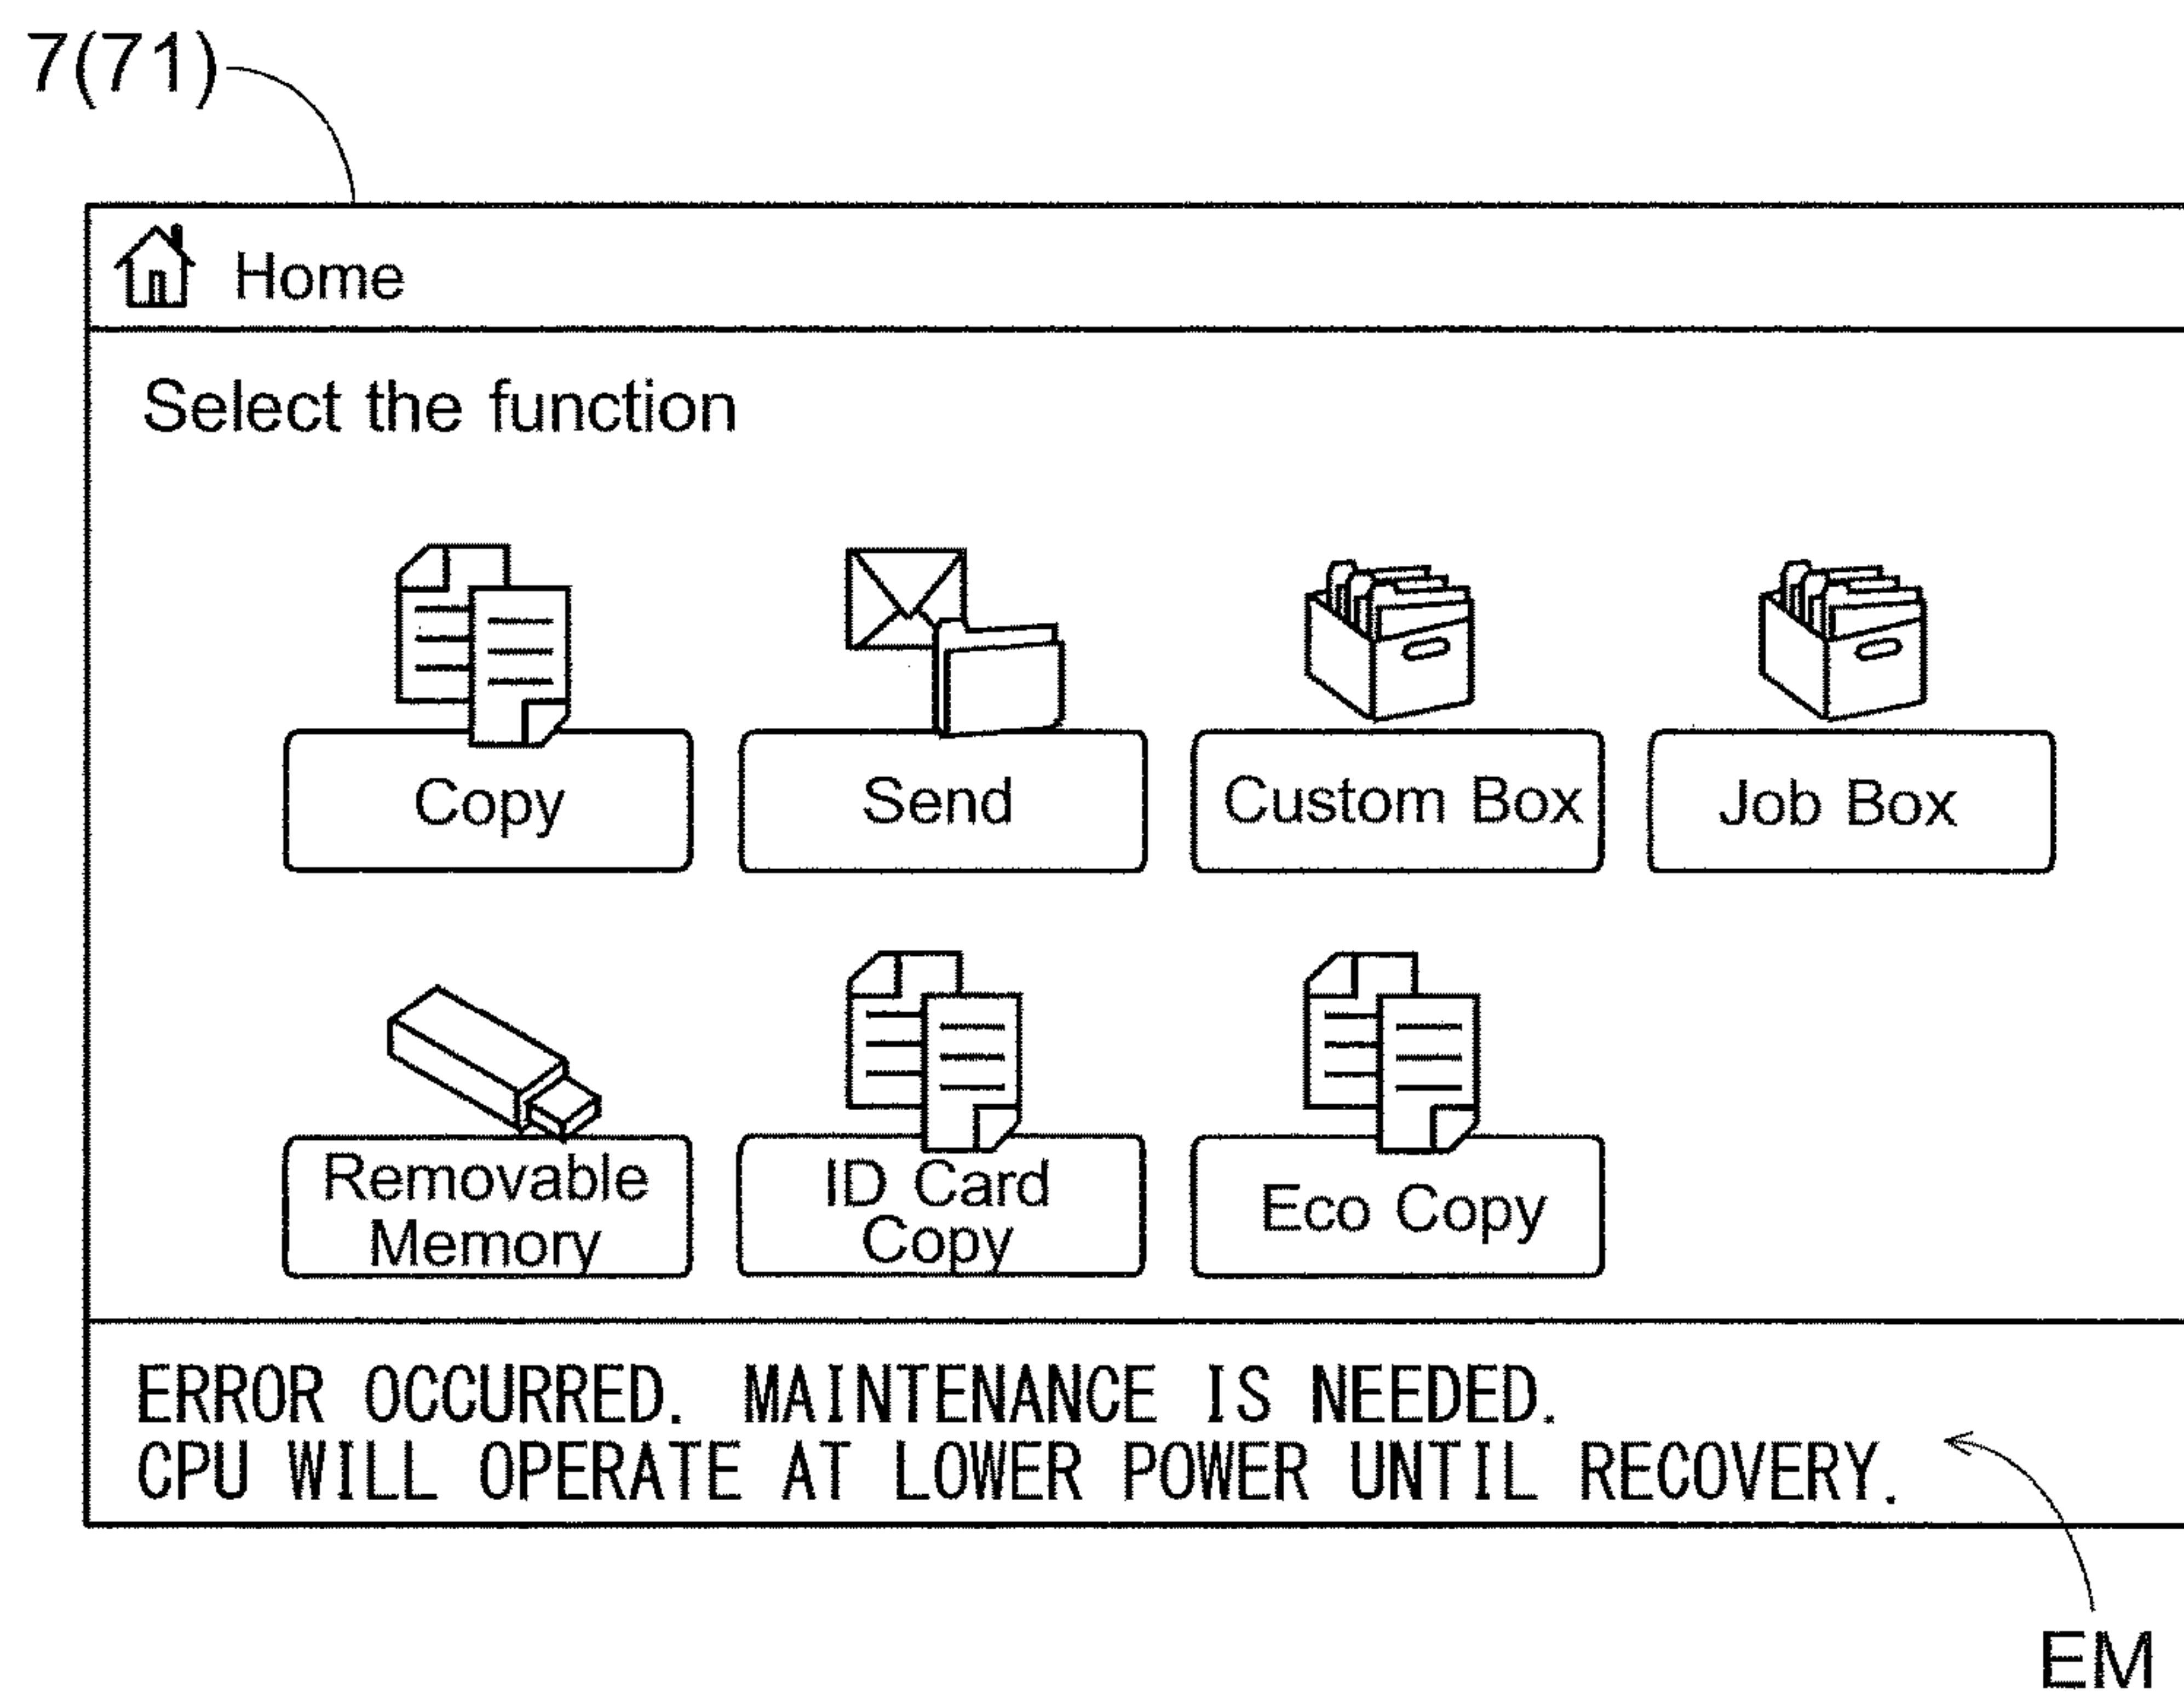 7(71)
Home
Select the function
Copy
Send
Custom Box
Job Box
Removable
Memory
ID Card
Copy
Eco Copy
ERROR OCCURRED. MAINTENANCE IS NEEDED.
CPU WILL OPERATE AT LOWER POWER UNTIL RECOVERY.
EM